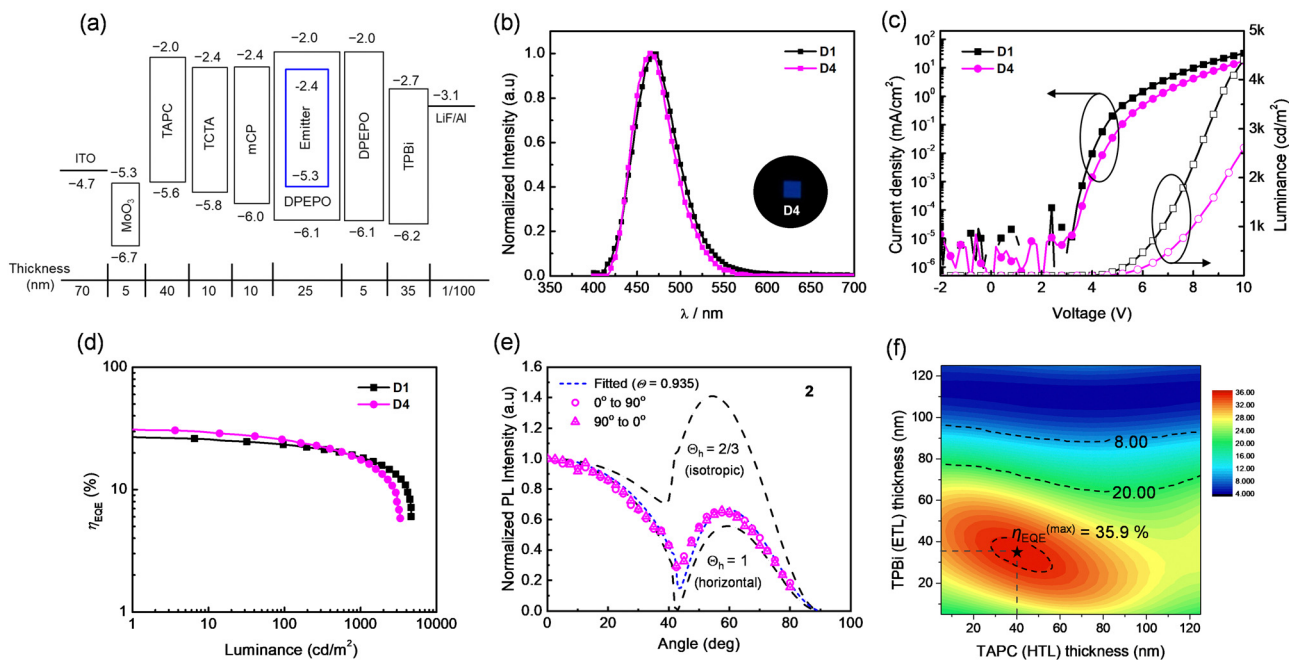 (a)
−2.0
−2.4
−2.4
−2.0
−2.0
−2.7
−3.1
LiF/Al
ITO
−4.7
−5.3
MoO3
−6.7
TAPC
−5.6
TCTA
−5.8
mCP
−6.0
−2.4
Emitter
−5.3
DPEPO
−6.1
DPEPO
−6.1
TPBi
−6.2
Thickness
(nm)
70 5 40 10 10 25 5 35 1/100
(b)
D1
D4
Normalized Intensity (a.u)
1.0
0.8
0.6
0.4
0.2
0.0
D4
350 400 450 500 550 600 650 700
λ / nm
(c)
D1
D4
Current density (mA/cm2)
10^2
10^1
10^0
10^-1
10^-2
10^-3
10^-4
10^-5
10^-6
Luminance (cd/m2)
5k
4k
3k
2k
1k
0
-2 0 2 4 6 8 10
Voltage (V)
(d)
D1
D4
ηEQE (%)
100
10
1
1 10 100 1000 10000
Luminance (cd/m2)
(e)
Normalized PL Intensity (a.u)
1.6
1.4
1.2
1.0
0.8
0.6
0.4
0.2
0.0
Fitted (Θ = 0.935)
0° to 90°
90° to 0°
2
Θh = 2/3
(isotropic)
Θh = 1
(horizontal)
0 20 40 60 80 100
Angle (deg)
(f)
TPBi (ETL) thickness (nm)
120
100
80
60
40
20
8.00
20.00
ηEQE(max) = 35.9 %
20 40 60 80 100 120
TAPC (HTL) thickness (nm)
36.00
32.00
28.00
24.00
20.00
16.00
12.00
8.000
4.000